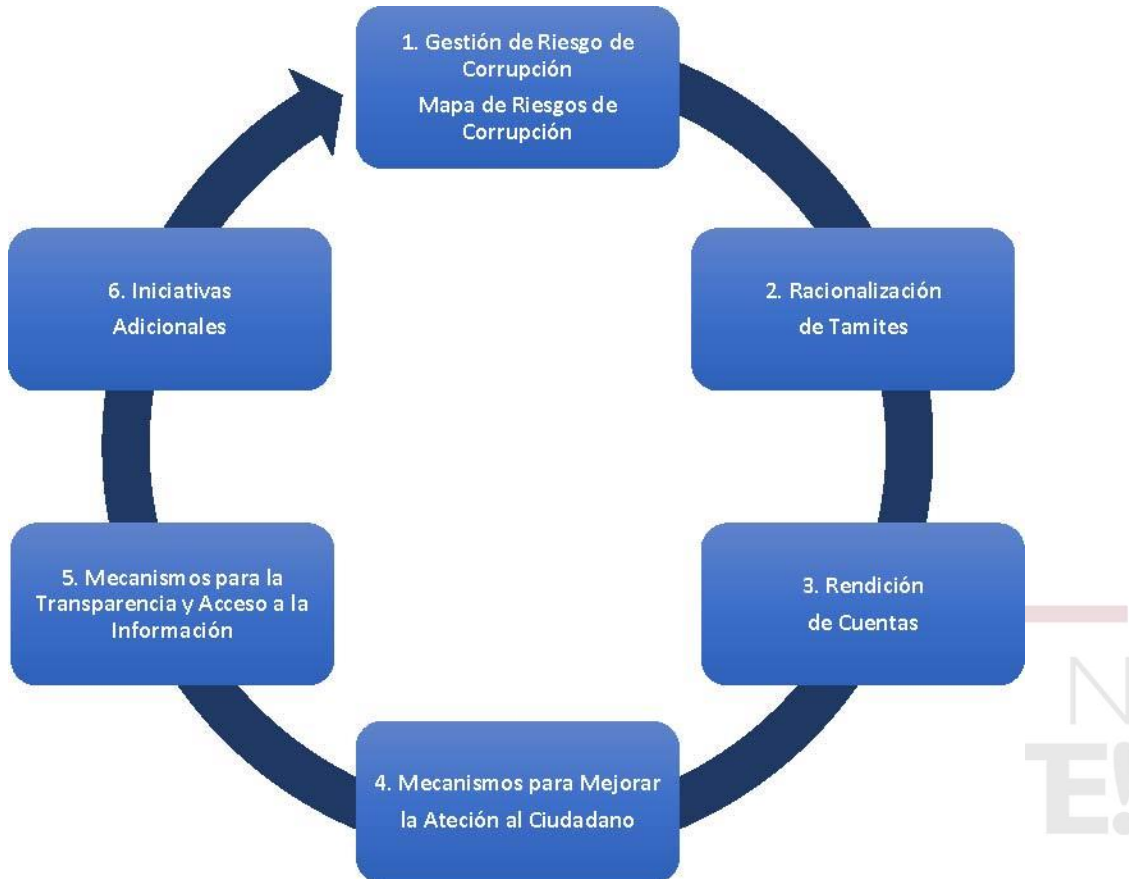 1. Gestión de Riesgo de
Corrupción
Mapa de Riesgos de
Corrupción
2. Racionalización
de Tamites
3. Rendición
de Cuentas
4. Mecanismos para Mejorar
la Ateción al Ciudadano
5. Mecanismos para la
Transparencia y Acceso a la
Información
6. Iniciativas
Adicionales